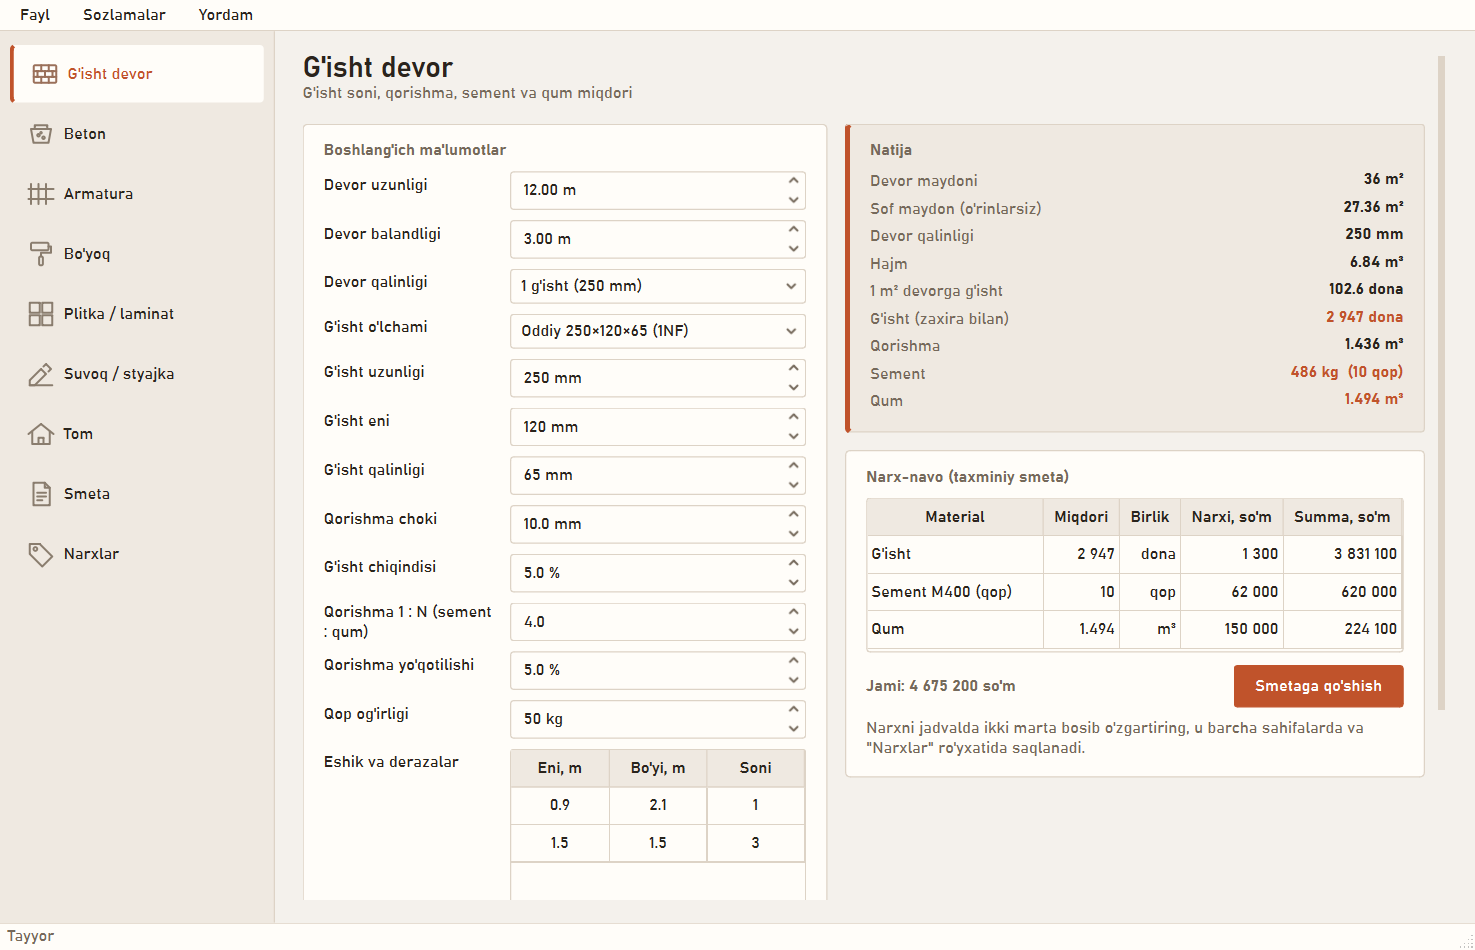 Fayl Sozlamalar Yordam
G'isht devor
Beton
Armatura
Bo'yoq
Plitka / laminat
Suvoq / styajka
Tom
Smeta
Narxlar
G'isht devor
G'isht soni, qorishma, sement va qum miqdori
Boshlang'ich ma'lumotlar
Devor uzunligi 12.00 m
Devor balandligi 3.00 m
Devor qalinligi 1 g'isht (250 mm)
G'isht o'lchami Oddiy 250×120×65 (1NF)
G'isht uzunligi 250 mm
G'isht eni 120 mm
G'isht qalinligi 65 mm
Qorishma choki 10.0 mm
G'isht chiqindisi 5.0 %
Qorishma 1 : N (sement
: qum) 4.0
Qorishma yo'qotilishi 5.0 %
Qop og'irligi 50 kg
Eshik va derazalar
Eni, m Bo'yi, m Soni
0.9 2.1 1
1.5 1.5 3
Natija
Devor maydoni 36 m²
Sof maydon (o'rinlarsiz) 27.36 m²
Devor qalinligi 250 mm
Hajm 6.84 m³
1 m² devorga g'isht 102.6 dona
G'isht (zaxira bilan) 2 947 dona
Qorishma 1.436 m³
Sement 486 kg (10 qop)
Qum 1.494 m³
Narx-navo (taxminiy smeta)
Material Miqdori Birlik Narxi, so'm Summa, so'm
G'isht 2 947 dona 1 300 3 831 100
Sement M400 (qop) 10 qop 62 000 620 000
Qum 1.494 m³ 150 000 224 100
Jami: 4 675 200 so'm Smetaga qo'shish
Narxni jadvalda ikki marta bosib o'zgartiring, u barcha sahifalarda va
"Narxlar" ro'yxatida saqlanadi.
Tayyor